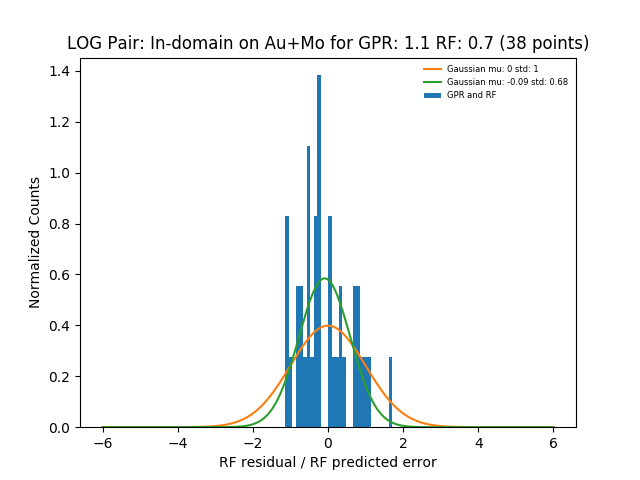 LOG Pair: In-domain on Au+Mo for GPR: 1.1 RF: 0.7 (38 points)
Gaussian mu: 0 std: 1
Gaussian mu: -0.09 std: 0.68
GPR and RF
Normalized Counts
1.4
1.2
1.0
0.8
0.6
0.4
0.2
0.0
−6 −4 −2 0 2 4 6
RF residual / RF predicted error